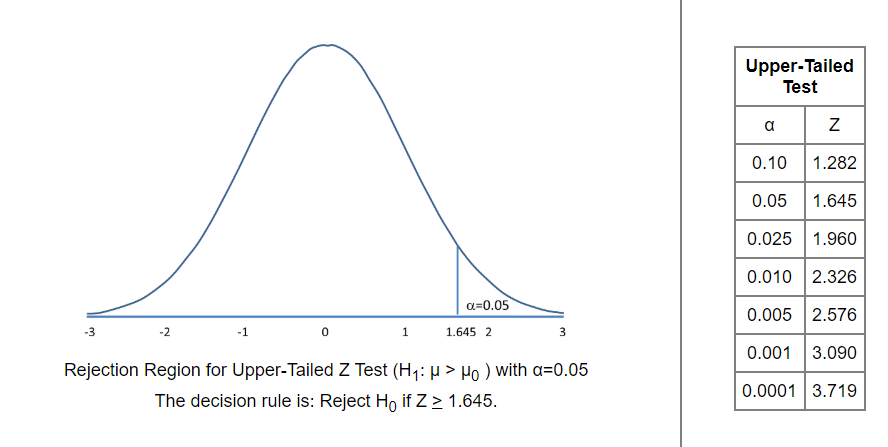 α=0.05
-3 -2 -1 0 1 1.645 2 3
Rejection Region for Upper-Tailed Z Test (H₁: μ > μ₀ ) with α=0.05
The decision rule is: Reject H₀ if Z ≥ 1.645.
Upper-Tailed
Test
α Z
0.10 1.282
0.05 1.645
0.025 1.960
0.010 2.326
0.005 2.576
0.001 3.090
0.0001 3.719